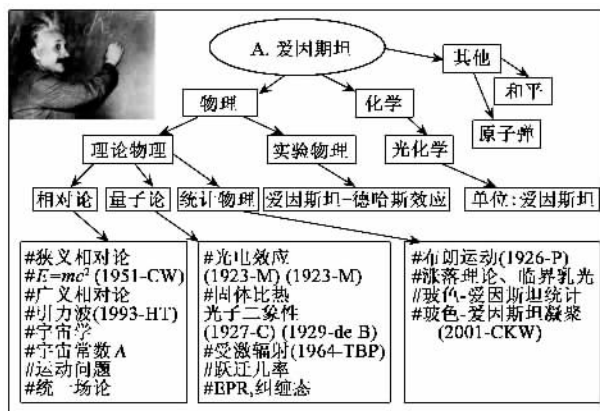 A. 爱因期坦
其他
和平
原子弹
物理
化学
理论物理
实验物理
光化学
相对论
量子论
统计物理
爱因斯坦-德哈斯效应
单位:爱因斯坦
#狭义相对论
#E=mc² (1951-CW)
#广义相对论
#引力波(1993-HT)
#宇宙学
#宇宙常数Λ
//运动问题
#统一场论
#光电效应
(1923-M) (1923-M)
#固体比热
光子二象性
(1927-C) (1929-de B)
#受激辐射(1964-TBP)
//跃迁几率
#EPR,纠缠态
#布朗运动(1926-P)
#涨落理论、临界乳光
//玻色-爱因斯坦统计
#玻色-爱因斯坦凝聚
(2001-CKW)